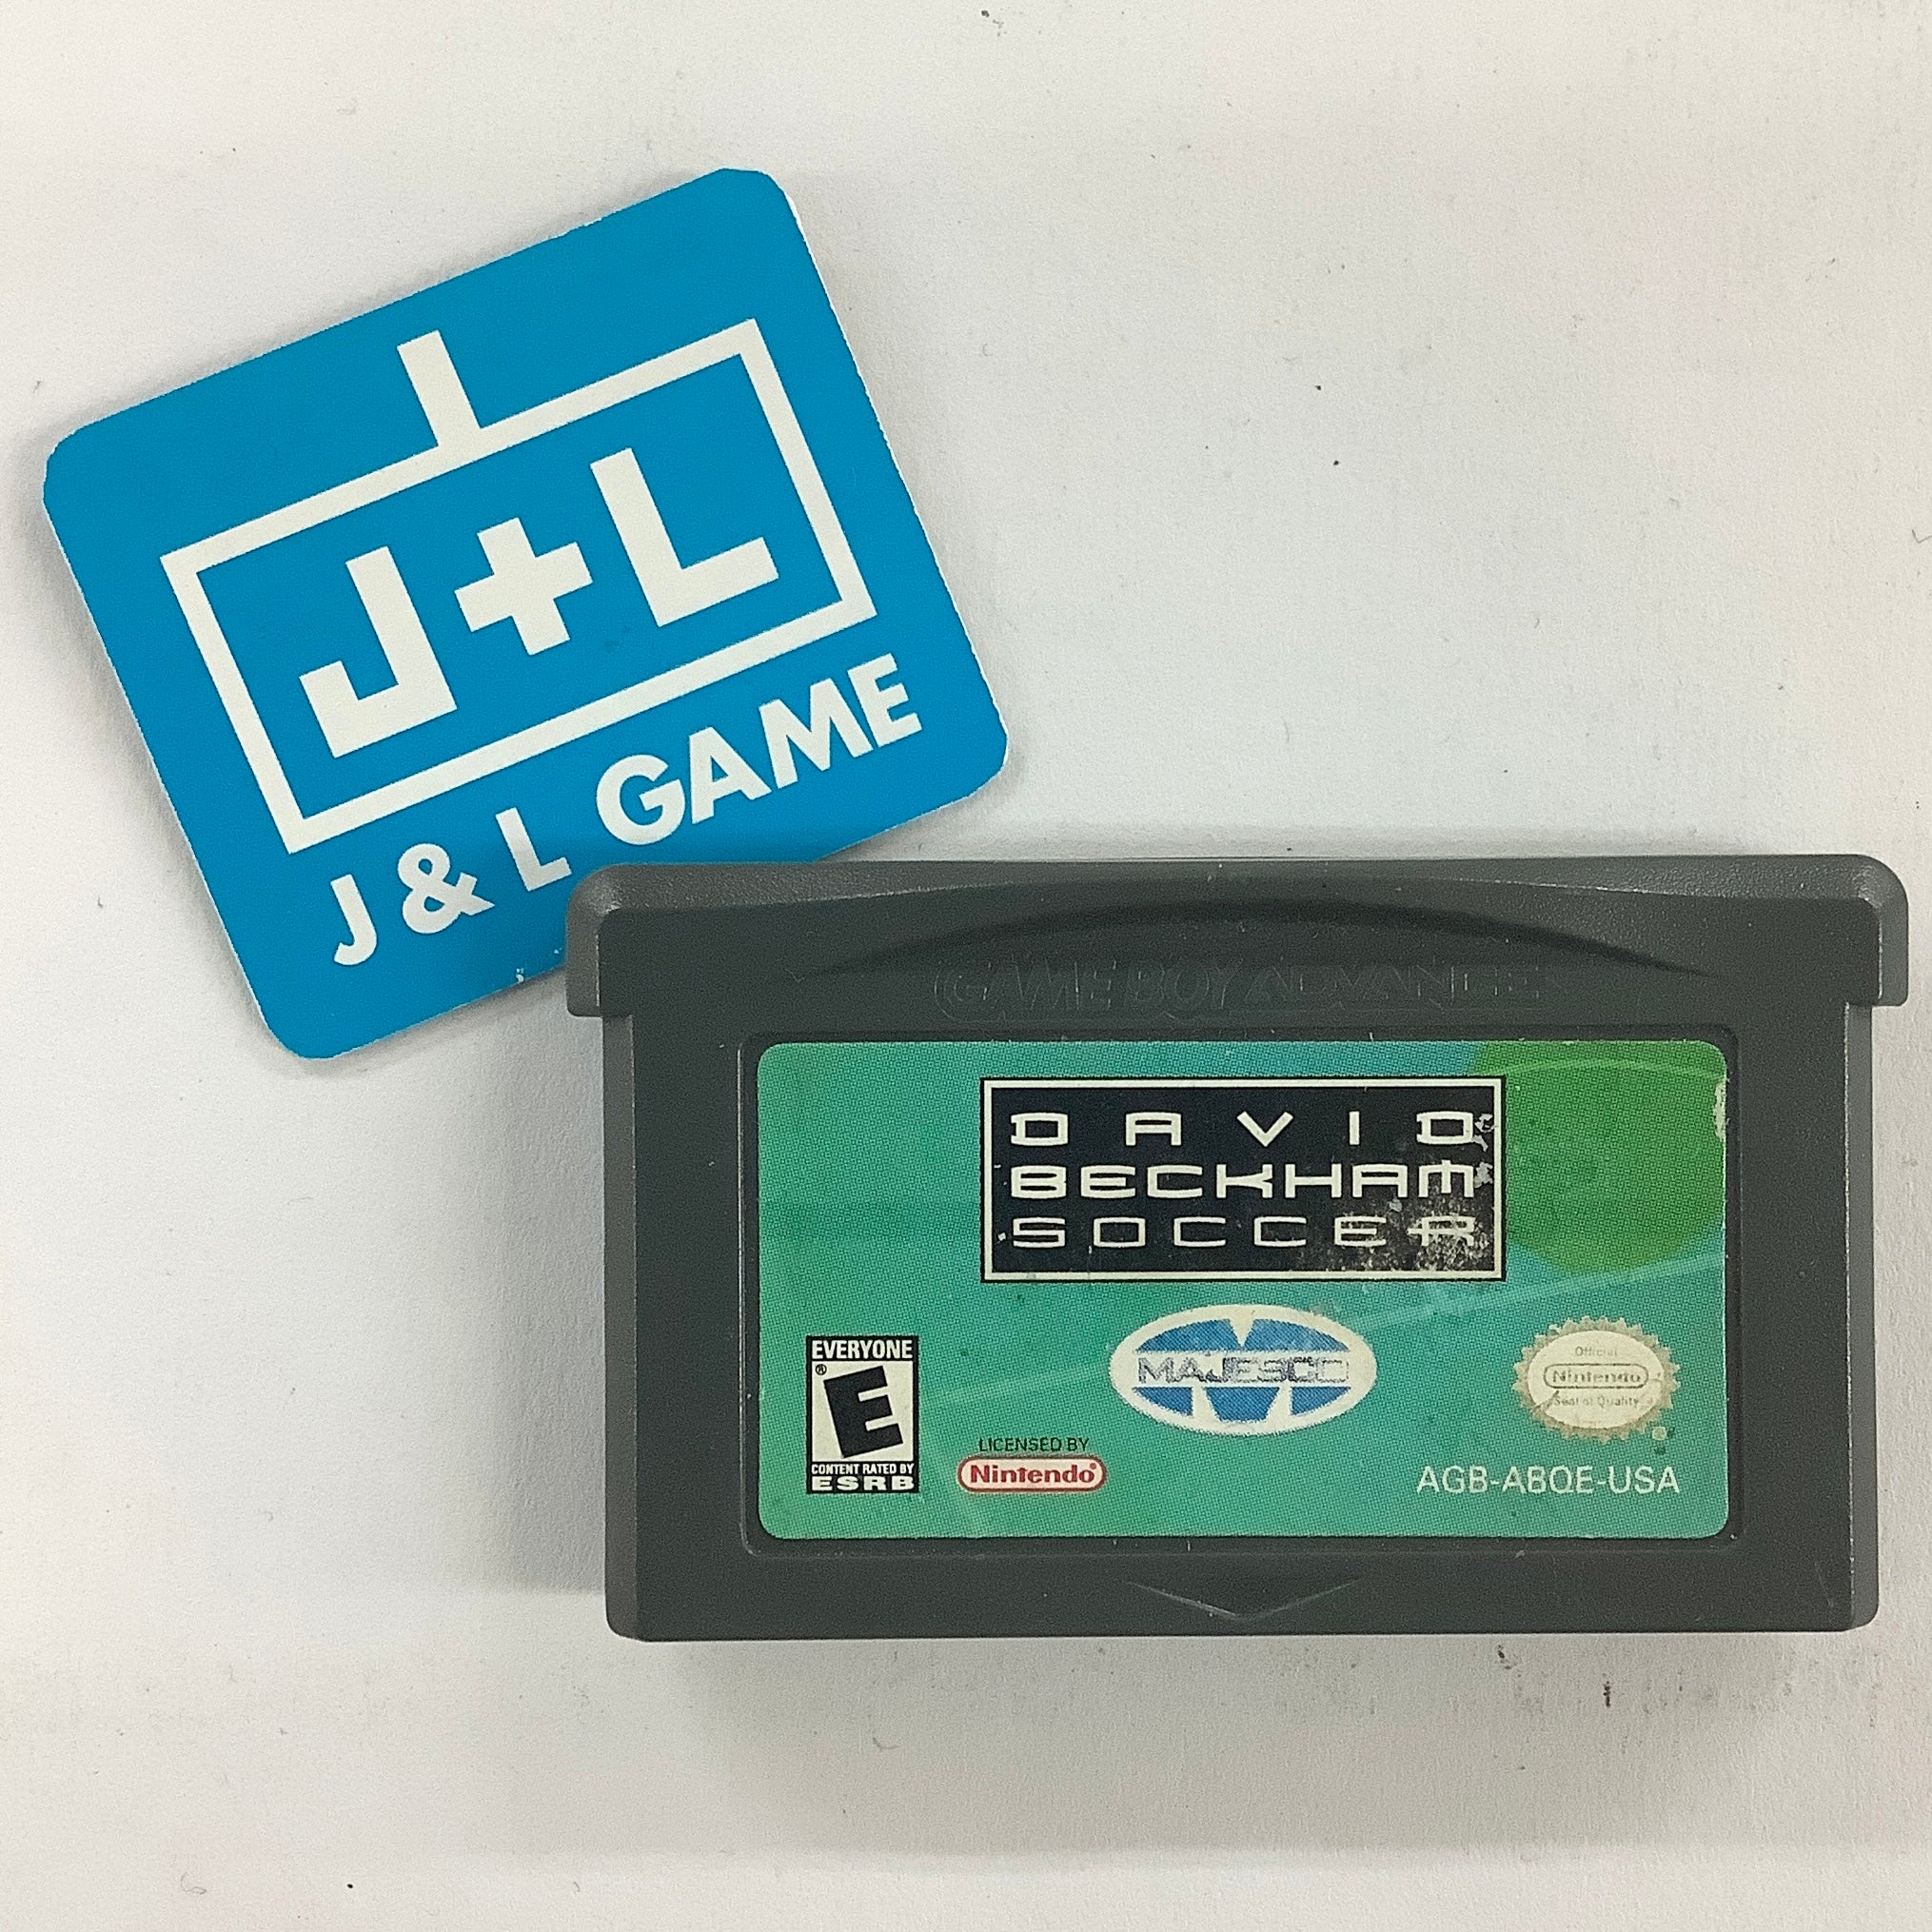 J+L
J & L GAME
GAME BOY ADVANCE
DAVID
BECKHAM
SOCCER
MAJESCO
EVERYONE
E
®
CONTENT RATED BY
ESRB
LICENSED BY
Nintendo®
Official
Nintendo
Seal of Quality
AGB-ABQE-USA